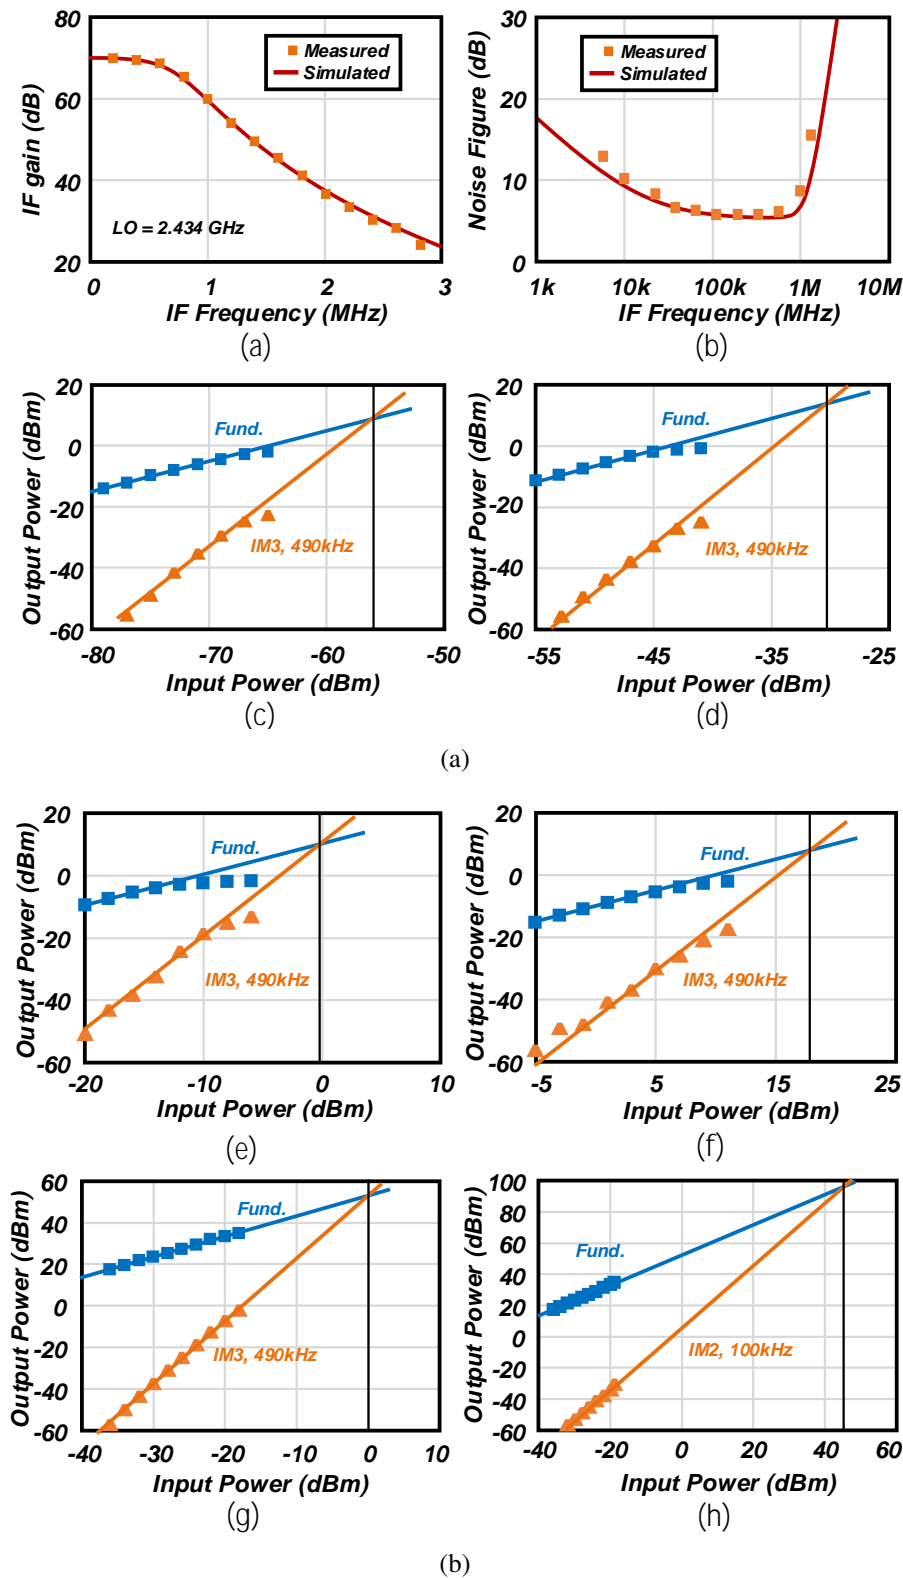 80
60
40
20
IF gain (dB)
Measured
Simulated
LO = 2.434 GHz
0 1 2 3
IF Frequency (MHz)
(a)
30
20
10
0
Noise Figure (dB)
Measured
Simulated
1k 10k 100k 1M 10M
IF Frequency (MHz)
(b)
20
0
-20
-40
-60
Output Power (dBm)
Fund.
IM3, 490kHz
-80 -70 -60 -50
Input Power (dBm)
(c)
20
0
-20
-40
-60
Output Power (dBm)
Fund.
IM3, 490kHz
-55 -45 -35 -25
Input Power (dBm)
(d)
(a)
20
0
-20
-40
-60
Output Power (dBm)
Fund.
IM3, 490kHz
-20 -10 0 10
Input Power (dBm)
(e)
20
0
-20
-40
-60
Output Power (dBm)
Fund.
IM3, 490kHz
-5 5 15 25
Input Power (dBm)
(f)
60
40
20
0
-20
-40
-60
Output Power (dBm)
Fund.
IM3, 490kHz
-40 -30 -20 -10 0 10
Input Power (dBm)
(g)
100
80
60
40
20
0
-20
-40
-60
Output Power (dBm)
Fund.
IM2, 100kHz
-40 -20 0 20 40 60
Input Power (dBm)
(h)
(b)